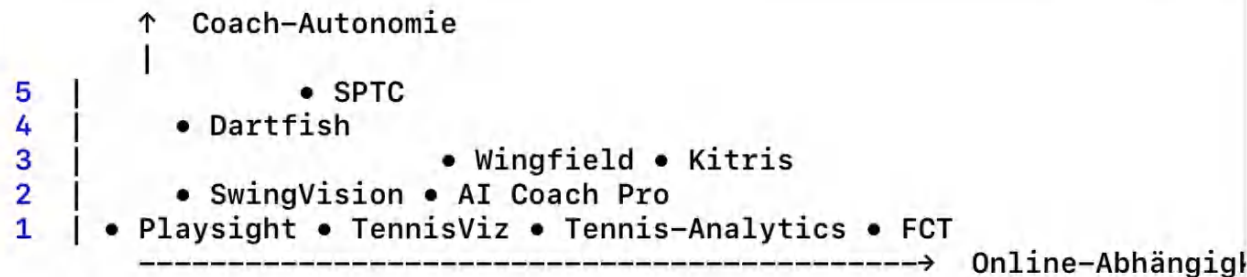 ↑ Coach-Autonomie
|
5 | • SPTC
4 | • Dartfish
3 | • Wingfield • Kitris
2 | • SwingVision • AI Coach Pro
1 | • Playsight • TennisViz • Tennis-Analytics • FCT
--------------------------------------------→ Online-Abhängigk